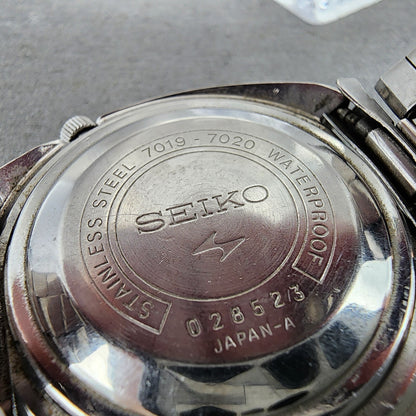 STAINLESS STEEL 7019 - 7020 WATERPROOF
SEIKO
028523
JAPAN-A